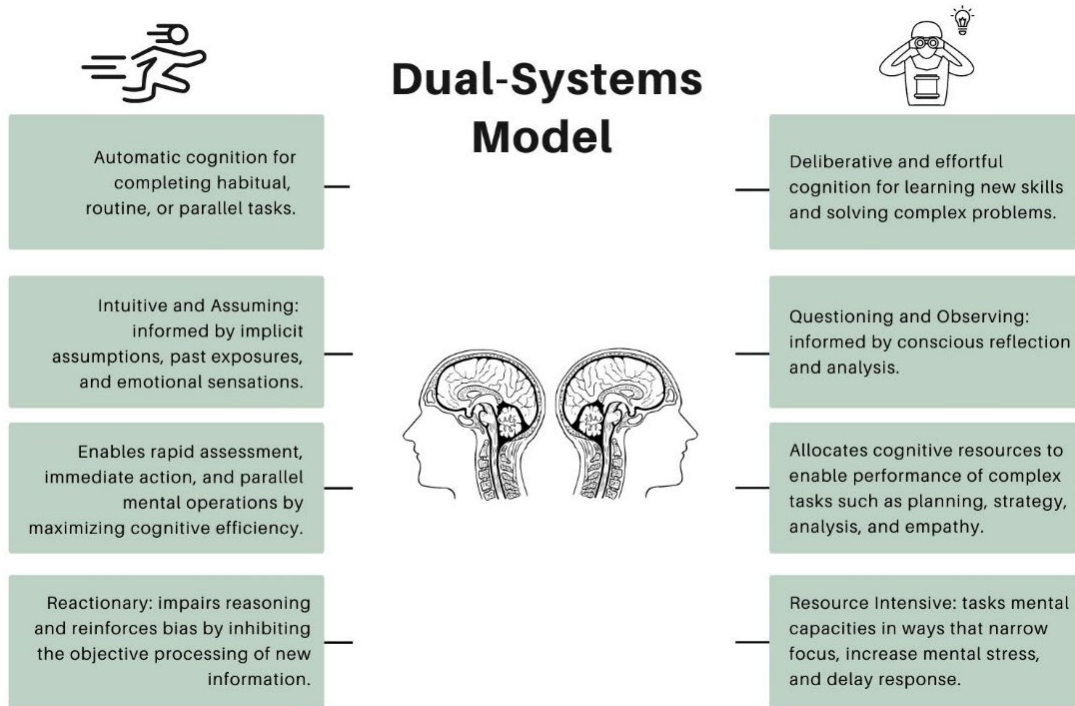 Dual-Systems
Model
Automatic cognition for
completing habitual,
routine, or parallel tasks.
Intuitive and Assuming:
informed by implicit
assumptions, past exposures,
and emotional sensations.
Enables rapid assessment,
immediate action, and parallel
mental operations by
maximizing cognitive efficiency.
Reactionary: impairs reasoning
and reinforces bias by inhibiting
the objective processing of new
information.
Deliberative and effortful
cognition for learning new skills
and solving complex problems.
Questioning and Observing:
informed by conscious reflection
and analysis.
Allocates cognitive resources to
enable performance of complex
tasks such as planning, strategy,
analysis, and empathy.
Resource Intensive: tasks mental
capacities in ways that narrow
focus, increase mental stress,
and delay response.